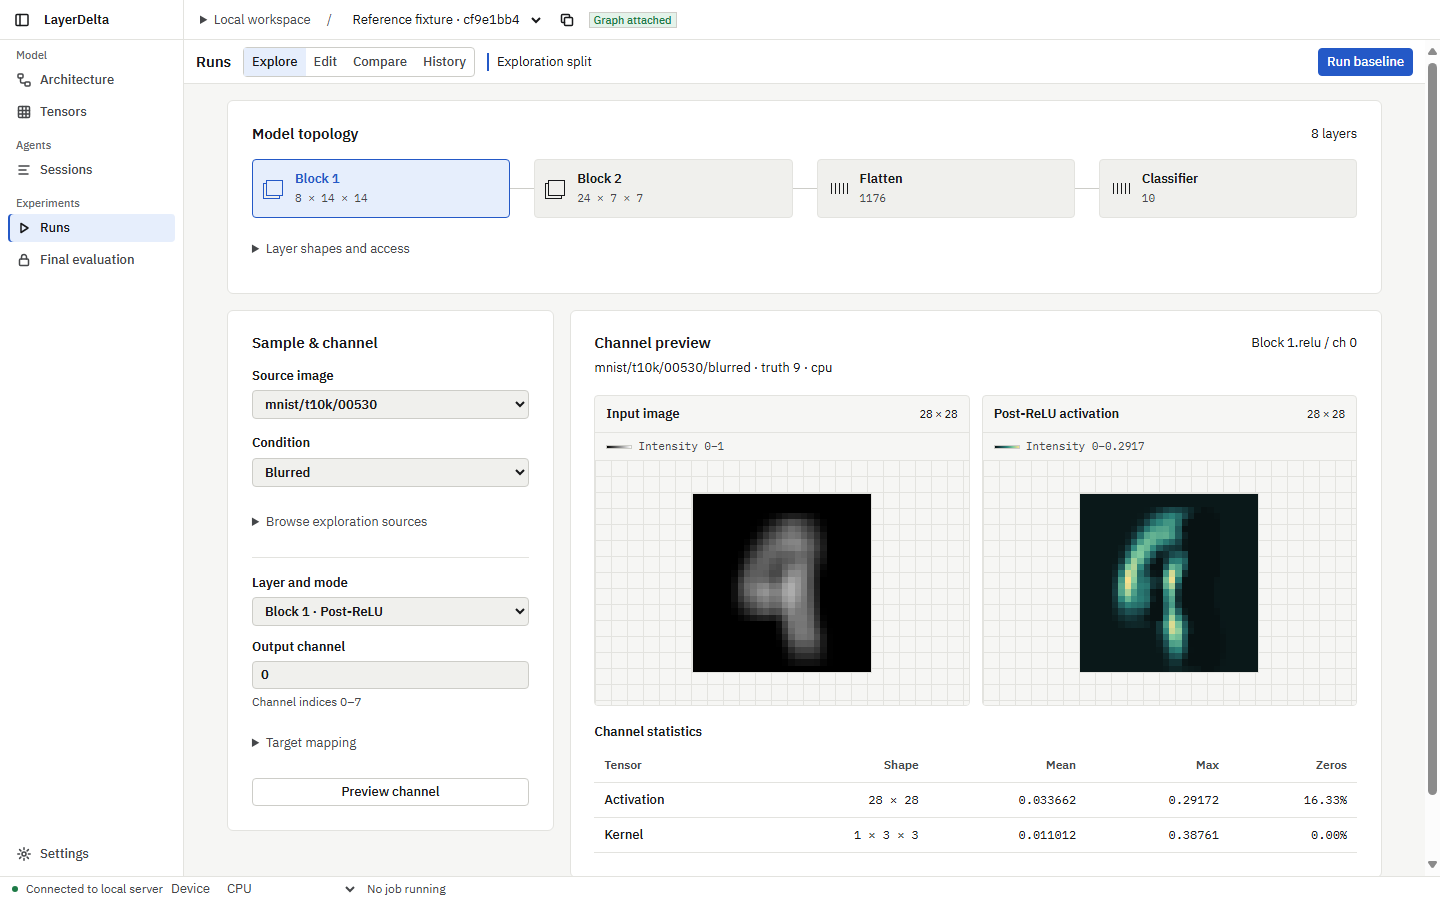 LayerDelta
Local workspace / Reference fixture · cf9e1bb4 Graph attached
Model
Architecture
Tensors
Agents
Sessions
Experiments
Runs
Final evaluation
Settings
Runs Explore Edit Compare History Exploration split Run baseline
Model topology 8 layers
Block 1
8 × 14 × 14
Block 2
24 × 7 × 7
Flatten
1176
Classifier
10
Layer shapes and access
Sample & channel
Source image
mnist/t10k/00530
Condition
Blurred
Browse exploration sources
Layer and mode
Block 1 · Post-ReLU
Output channel
0
Channel indices 0–7
Target mapping
Preview channel
Channel preview Block 1.relu / ch 0
mnist/t10k/00530/blurred · truth 9 · cpu
Input image 28 × 28
Intensity 0–1
Post-ReLU activation 28 × 28
Intensity 0–0.2917
Channel statistics
Tensor Shape Mean Max Zeros
Activation 28 × 28 0.033662 0.29172 16.33%
Kernel 1 × 3 × 3 0.011012 0.38761 0.00%
Connected to local server Device CPU No job running